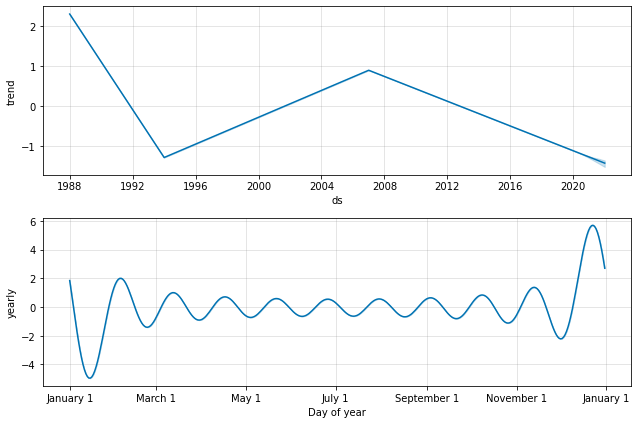 2
1
0
−1
trend
1988 1992 1996 2000 2004 2008 2012 2016 2020
ds
6
4
2
0
−2
−4
yearly
January 1 March 1 May 1 July 1 September 1 November 1 January 1
Day of year